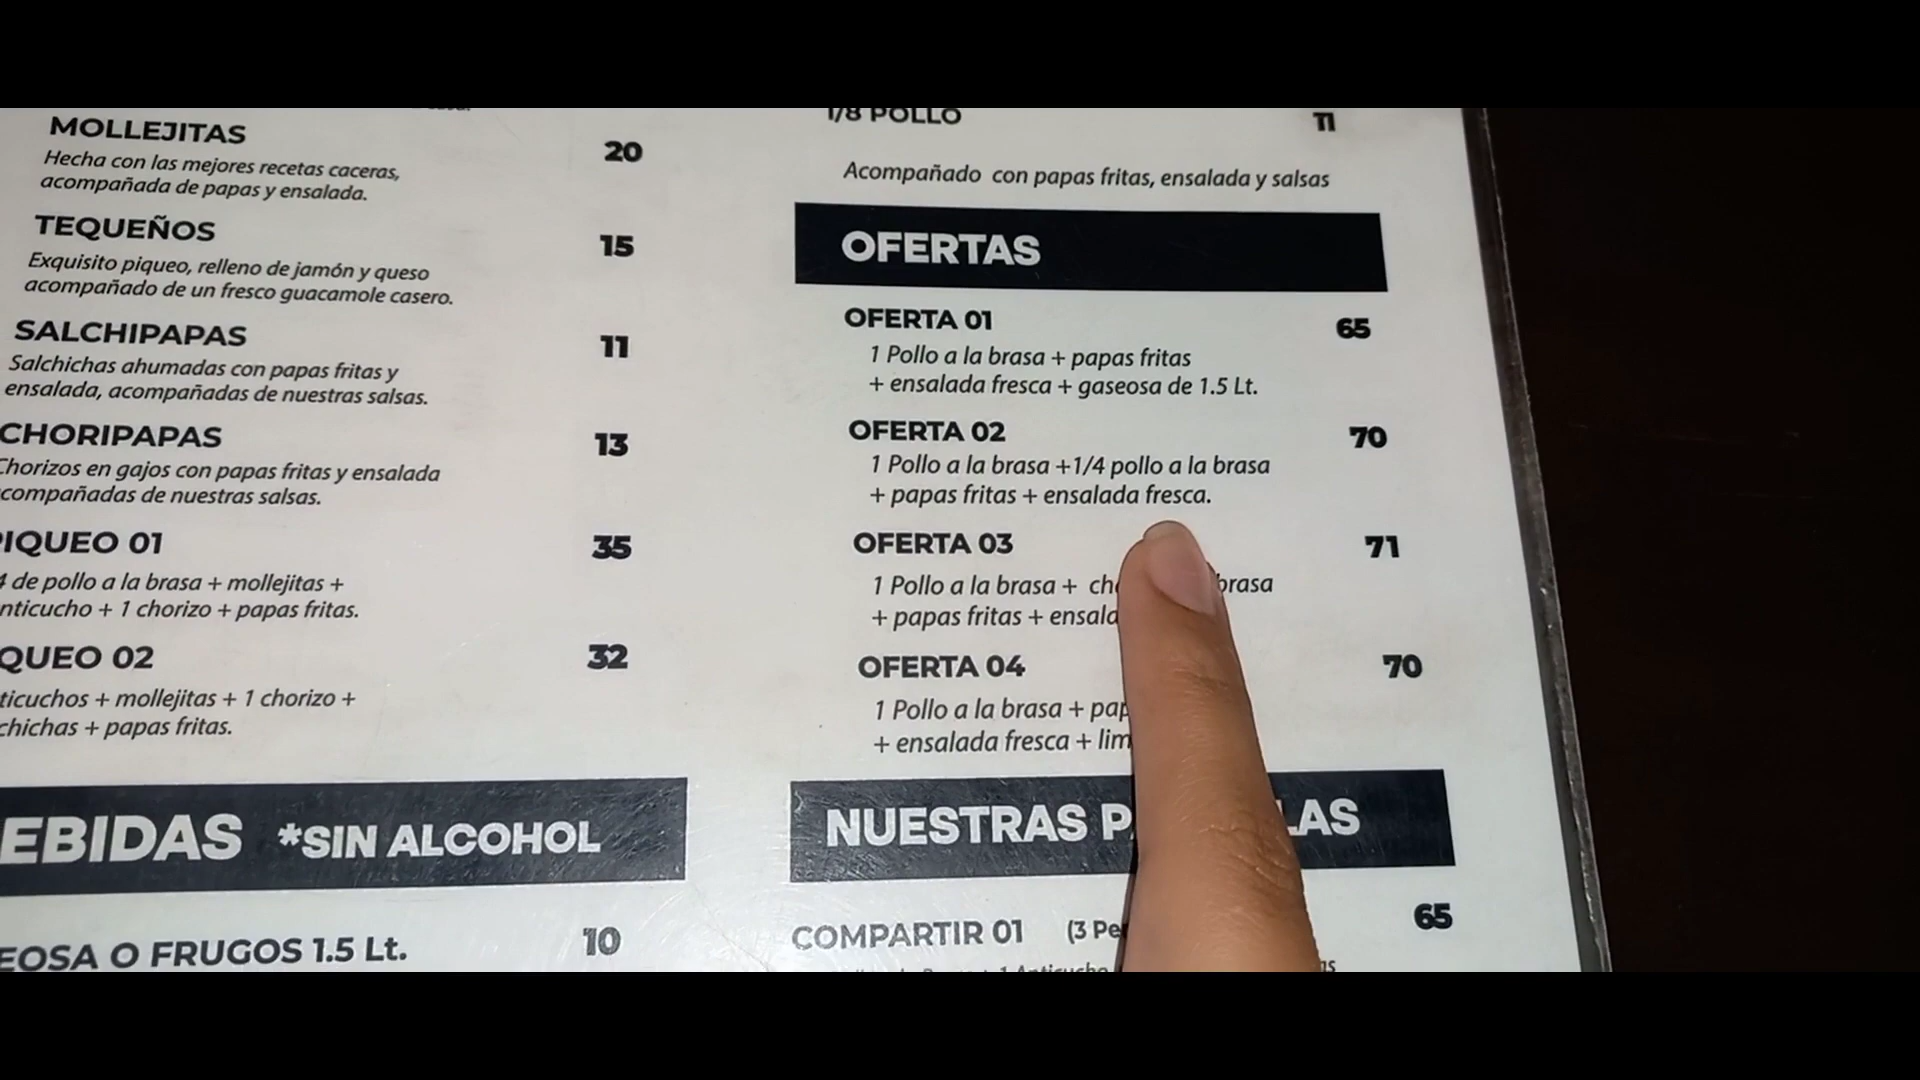 MOLLEJITAS
20
Hecha con las mejores recetas caceras,
acompañada de papas y ensalada.
TEQUEÑOS
15
Exquisito piqueo, relleno de jamón y queso
acompañado de un fresco guacamole casero.
SALCHIPAPAS
11
Salchichas ahumadas con papas fritas y
ensalada, acompañadas de nuestras salsas.
CHORIPAPAS
13
Chorizos en gajos con papas fritas y ensalada
compañadas de nuestras salsas.
IQUEO 01
35
4 de pollo a la brasa + mollejitas +
nticucho + 1 chorizo + papas fritas.
QUEO 02
32
ticuchos + mollejitas + 1 chorizo +
chichas + papas fritas.
EBIDAS *SIN ALCOHOL
EOSA O FRUGOS 1.5 Lt.
10
1/8 POLLO
11
Acompañado con papas fritas, ensalada y salsas
OFERTAS
OFERTA 01
65
1 Pollo a la brasa + papas fritas
+ ensalada fresca + gaseosa de 1.5 Lt.
OFERTA 02
70
1 Pollo a la brasa +1/4 pollo a la brasa
+ papas fritas + ensalada fresca.
OFERTA 03
71
1 Pollo a la brasa + brasa
+ papas fritas +
OFERTA 04
70
1 Pollo a la brasa +
+ ensalada fresca +
NUESTRAS
COMPARTIR 01 (3
65